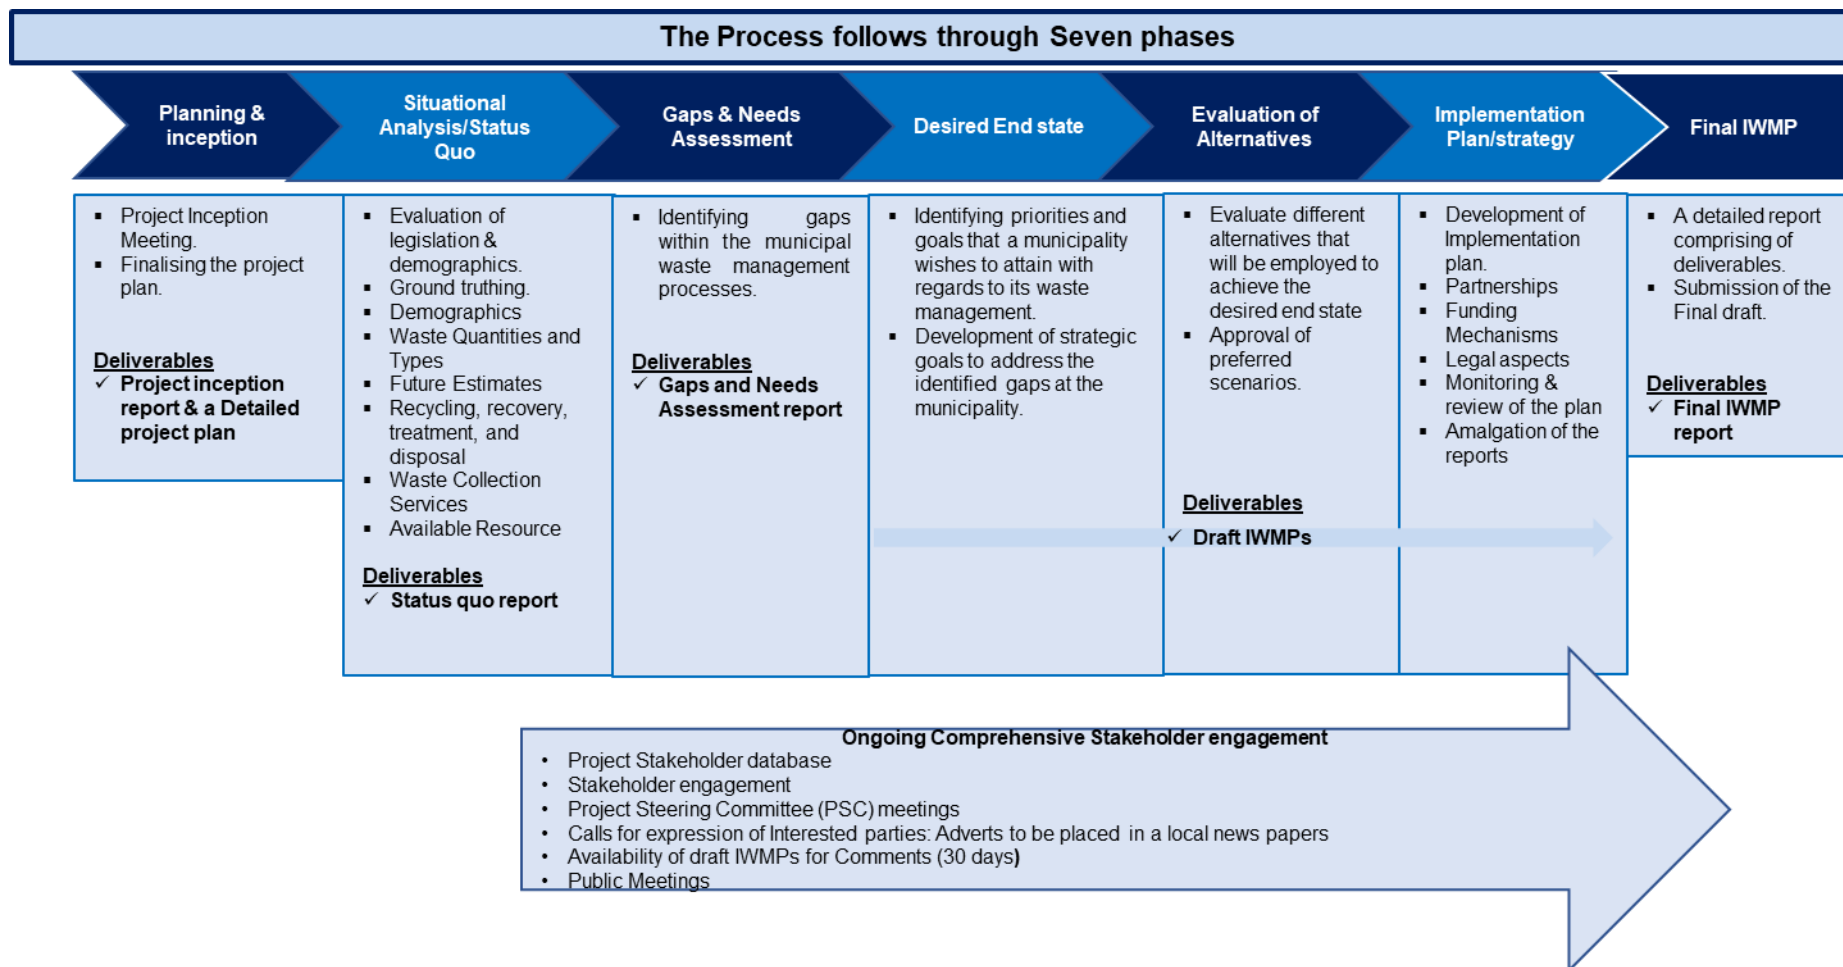 The Process follows through Seven phases
Planning &
inception
Situational
Analysis/Status
Quo
Gaps & Needs
Assessment
Desired End state
Evaluation of
Alternatives
Implementation
Plan/strategy
Final IWMP
▪ Project Inception
Meeting.
▪ Finalising the project
plan.
Deliverables
✓ Project inception
report & a Detailed
project plan
▪ Evaluation of
legislation &
demographics.
▪ Ground truthing.
▪ Demographics
▪ Waste Quantities and
Types
▪ Future Estimates
▪ Recycling, recovery,
treatment, and
disposal
▪ Waste Collection
Services
▪ Available Resource
Deliverables
✓ Status quo report
▪ Identifying gaps
within the municipal
waste management
processes.
Deliverables
✓ Gaps and Needs
Assessment report
▪ Identifying priorities and
goals that a municipality
wishes to attain with
regards to its waste
management.
▪ Development of strategic
goals to address the
identified gaps at the
municipality.
▪ Evaluate different
alternatives that
will be employed to
achieve the
desired end state
▪ Approval of
preferred
scenarios.
Deliverables
✓ Draft IWMPs
▪ Development of
Implementation
plan.
▪ Partnerships
▪ Funding
Mechanisms
▪ Legal aspects
▪ Monitoring &
review of the plan
▪ Amalgation of the
reports
▪ A detailed report
comprising of
deliverables.
▪ Submission of the
Final draft.
Deliverables
✓ Final IWMP
report
Ongoing Comprehensive Stakeholder engagement
• Project Stakeholder database
• Stakeholder engagement
• Project Steering Committee (PSC) meetings
• Calls for expression of Interested parties: Adverts to be placed in a local news papers
• Availability of draft IWMPs for Comments (30 days)
• Public Meetings